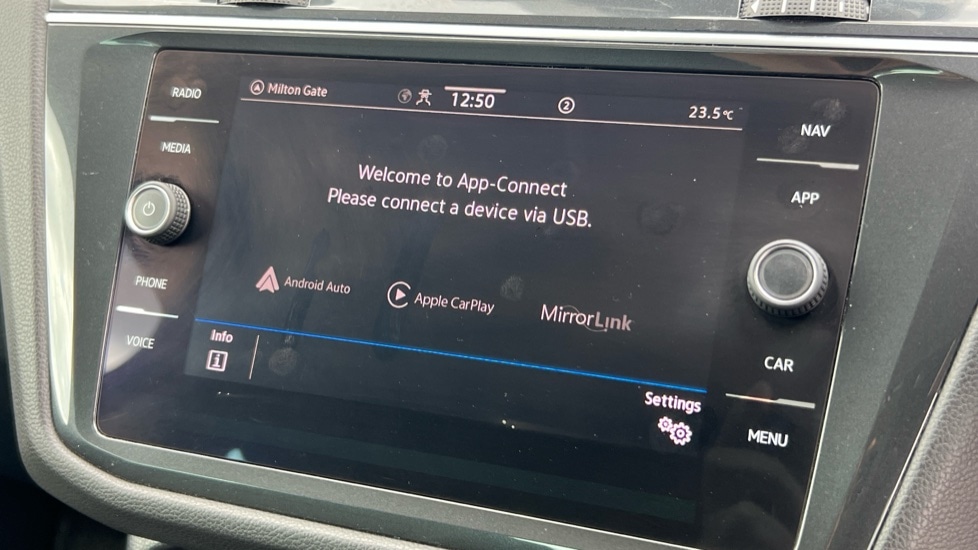 RADIO
MEDIA
PHONE
VOICE
Milton Gate
12:50
2
23.5°C
Welcome to App-Connect
Please connect a device via USB.
Android Auto
Apple CarPlay
MirrorLink
Info
i
Settings
NAV
APP
CAR
MENU